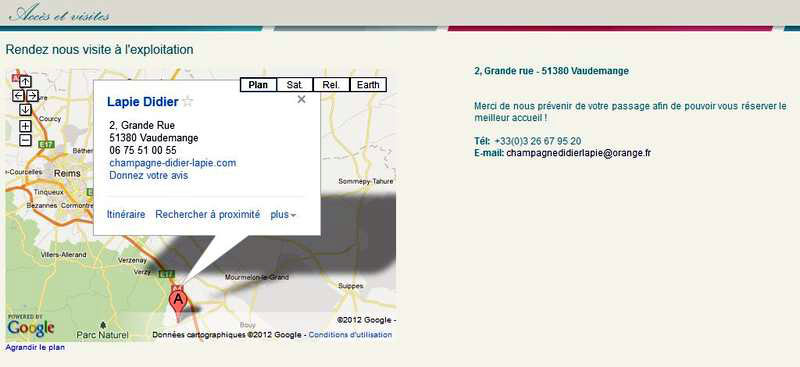 Accès et visites
Rendez nous visite à l'exploitation
Plan
Sat.
Rel.
Earth
Lapie Didier
2, Grande Rue
51380 Vaudemange
06 75 51 00 55
champagne-didier-lapie.com
Donnez votre avis
Itinéraire Rechercher à proximité plus
E17
A4
Courcy
e-Courcelles
Reims
Tinqueux
Bezannes
Cormontre
Villers-Allerand
Verzenay
Verzy
E17
A4
A
Sommepy-Tahure
Mourmelon-le-Grand
Suippes
Bouy
Parc Naturel
POWERED BY
Google
©2012 Google -
Données cartographiques ©2012 Google - Conditions d'utilisation
Agrandir le plan
2, Grande rue - 51380 Vaudemange
Merci de nous prévenir de votre passage afin de pouvoir vous réserver le
meilleur accueil !
Tél: +33(0)3 26 67 95 20
E-mail: champagnedidierlapie@orange.fr